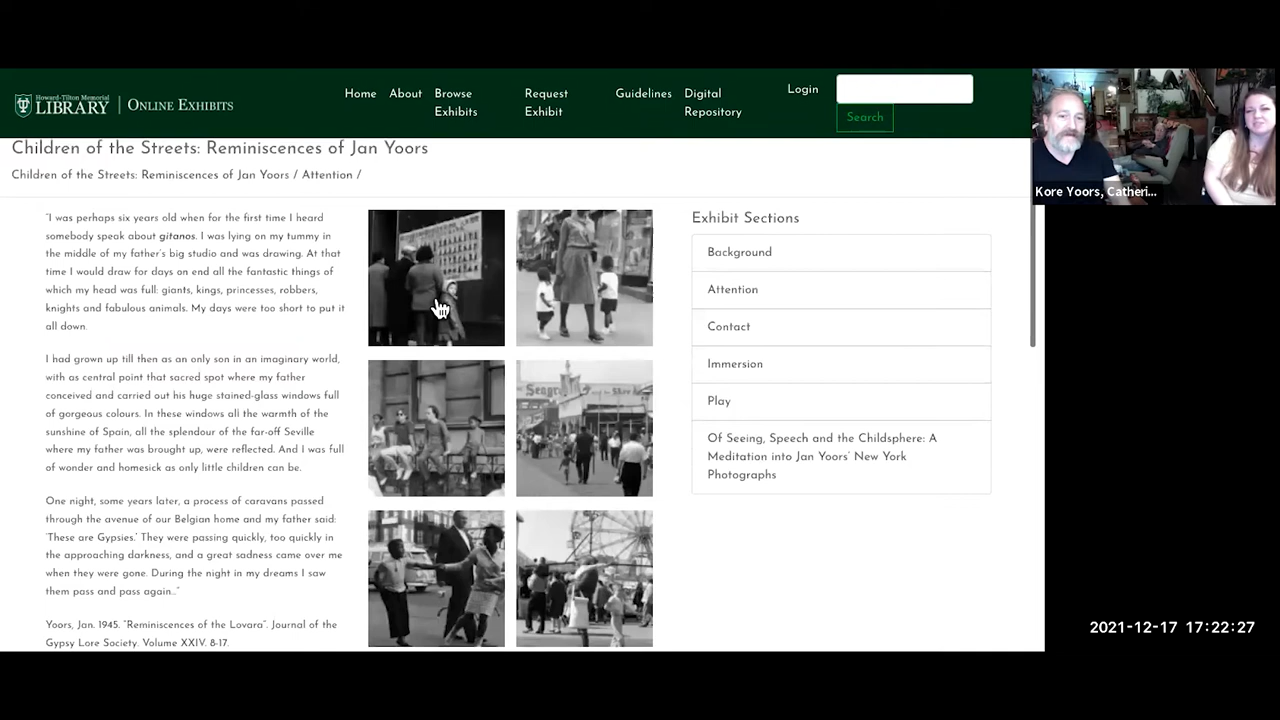 Howard-Tilton Memorial
LIBRARY | ONLINE EXHIBITS
Home
About
Browse
Exhibits
Request
Exhibit
Guidelines
Digital
Repository
Login
Search
Children of the Streets: Reminiscences of Jan Yoors
Children of the Streets: Reminiscences of Jan Yoors / Attention /
"I was perhaps six years old when for the first time I heard
somebody speak about gitanos. I was lying on my tummy in
the middle of my father's big studio and was drawing. At that
time I would draw for days on end all the fantastic things of
which my head was full: giants, kings, princesses, robbers,
knights and fabulous animals. My days were too short to put it
all down.
I had grown up till then as an only son in an imaginary world,
with as central point that sacred spot where my father
conceived and carried out his huge stained-glass windows full
of gorgeous colours. In these windows all the warmth of the
sunshine of Spain, all the splendour of the far-off Seville
where my father was brought up, were reflected. And I was full
of wonder and homesick as only little children can be.
One night, some years later, a process of caravans passed
through the avenue of our Belgian home and my father said:
'These are Gypsies.' They were passing quickly, too quickly in
the approaching darkness, and a great sadness came over me
when they were gone. During the night in my dreams I saw
them pass and pass again.."
Yoors, Jan. 1945. "Reminiscences of the Lovara". Journal of the
Gypsy Lore Society. Volume XXIV. 8-17.
Exhibit Sections
Background
Attention
Contact
Immersion
Play
Of Seeing, Speech and the Childsphere: A
Meditation into Jan Yoors' New York
Photographs
Kore Yoors, Catheri...
2021-12-17 17:22:27